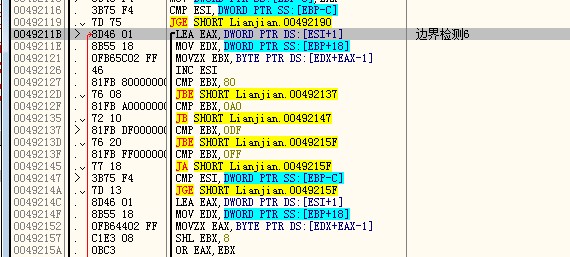 00492116 . 3B75 F4 CMP ESI,DWORD PTR SS:[EBP-C]
00492119 .v 7D 75 JGE SHORT Lianjian.00492190
0049211B > 8D46 01 LEA EAX,DWORD PTR DS:[ESI+1] 边界检测6
0049211E . 8B55 18 MOV EDX,DWORD PTR SS:[EBP+18]
00492121 . 0FB65C02 FF MOVZX EBX,BYTE PTR DS:[EDX+EAX-1]
00492126 . 46 INC ESI
00492127 . 81FB 8000000 CMP EBX,80
0049212D .v 76 08 JBE SHORT Lianjian.00492137
0049212F . 81FB A000000 CMP EBX,0A0
00492135 .v 72 10 JB SHORT Lianjian.00492147
00492137 > 81FB DF00000 CMP EBX,0DF
0049213D .v 76 20 JBE SHORT Lianjian.0049215F
0049213F . 81FB FF00000 CMP EBX,0FF
00492145 .v 77 18 JA SHORT Lianjian.0049215F
00492147 > 3B75 F4 CMP ESI,DWORD PTR SS:[EBP-C]
0049214A .v 7D 13 JGE SHORT Lianjian.0049215F
0049214C . 8D46 01 LEA EAX,DWORD PTR DS:[ESI+1]
0049214F . 8B55 18 MOV EDX,DWORD PTR SS:[EBP+18]
00492152 . 0FB64402 FF MOVZX EAX,BYTE PTR DS:[EDX+EAX-1]
00492157 . C1E3 08 SHL EBX,8
0049215A . 0BC3 OR EAX,EBX